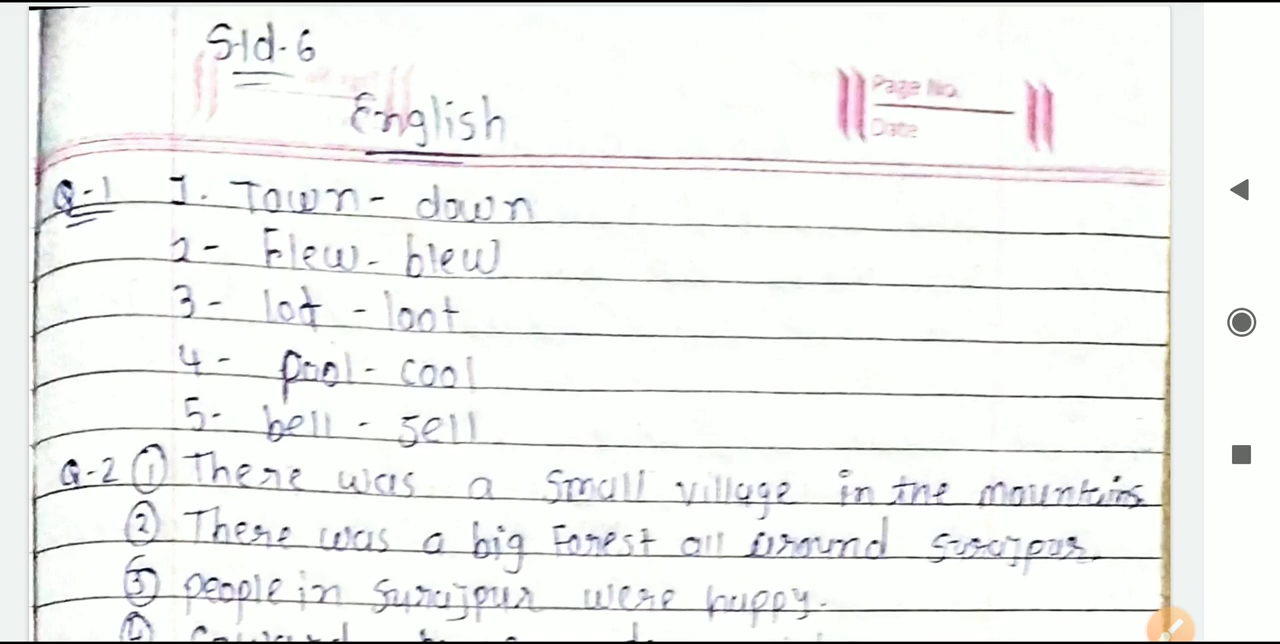 Std-6
Page No.
Date
English
Q-1 1. Town - down
2 - Flew - blew
3 - lot - loot
4 - pool - cool
5 - bell - sell
Q-2 ① There was a small village in the mountains
② There was a big Forest all around surajpur.
③ people in surajpur were happy.
④